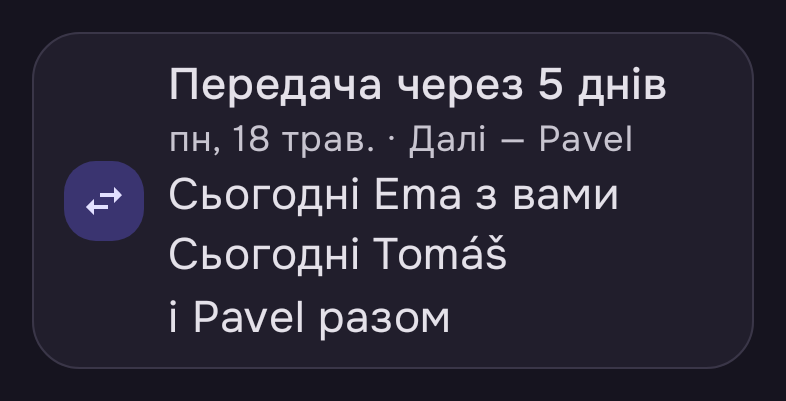 Передача через 5 днів
пн, 18 трав. · Далі — Pavel
Сьогодні Ema з вами
Сьогодні Tomáš
і Pavel разом